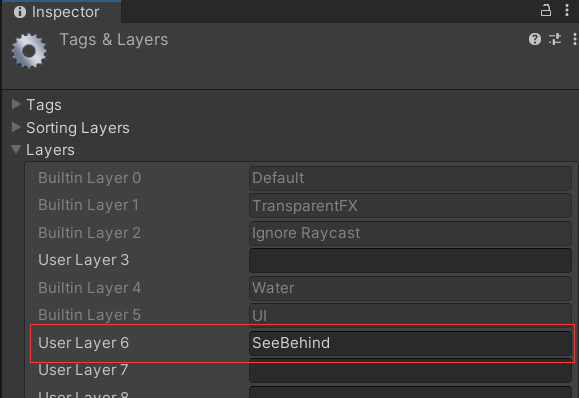 Inspector
Tags & Layers
Tags
Sorting Layers
Layers
Builtin Layer 0 Default
Builtin Layer 1 TransparentFX
Builtin Layer 2 Ignore Raycast
User Layer 3
Builtin Layer 4 Water
Builtin Layer 5 UI
User Layer 6 SeeBehind
User Layer 7
User Layer 8